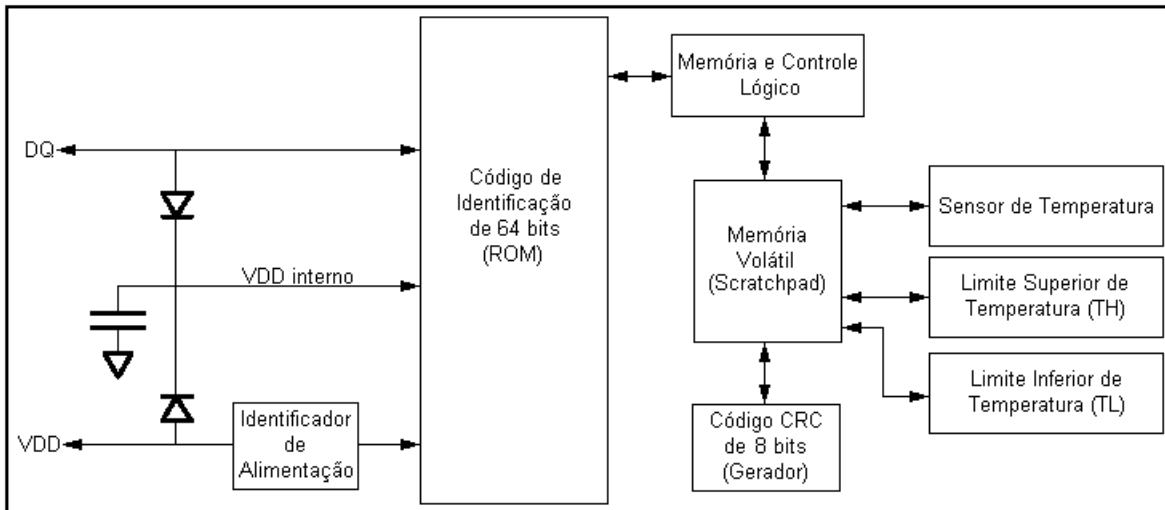 DQ
VDD interno
VDD
Identificador
de
Alimentação
Código de
Identificação
de 64 bits
(ROM)
Memória e Controle
Lógico
Memória
Volátil
(Scratchpad)
Código CRC
de 8 bits
(Gerador)
Sensor de Temperatura
Limite Superior de
Temperatura (TH)
Limite Inferior de
Temperatura (TL)